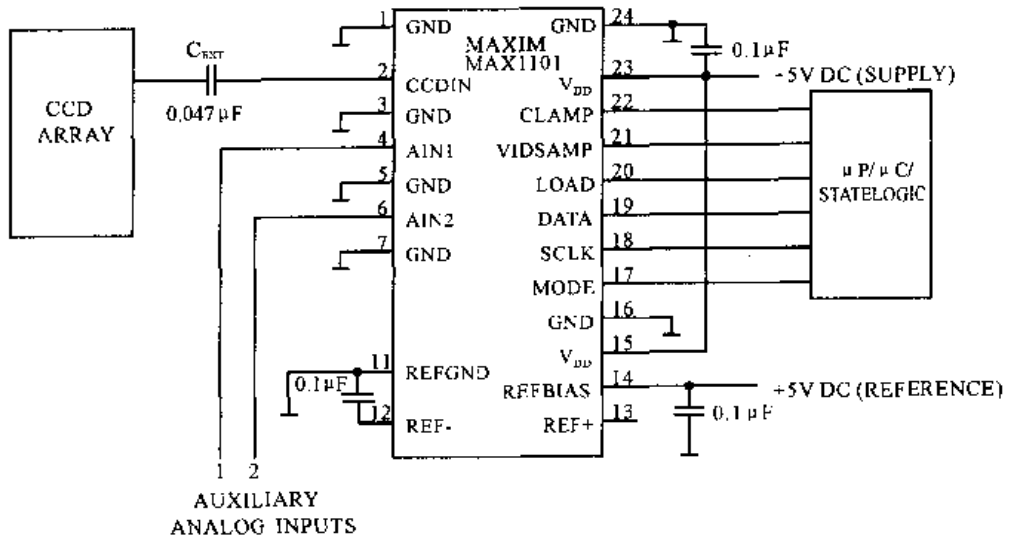 CCD
ARRAY
C_EXT
0.047μF
MAXIM
MAX1101
1 GND
2 CCDIN
3 GND
4 AIN1
5 GND
6 AIN2
7 GND
11 REFGND
0.1μF
12 REF-
24 GND
0.1μF
23 V_DD
+5V DC (SUPPLY)
22 CLAMP
21 VIDSAMP
20 LOAD
19 DATA
18 SCLK
17 MODE
16 GND
15 V_DD
14 REFBIAS
+5V DC (REFERENCE)
13 REF+
0.1μF
μP/μC/
STATELOGIC
1 2
AUXILIARY
ANALOG INPUTS